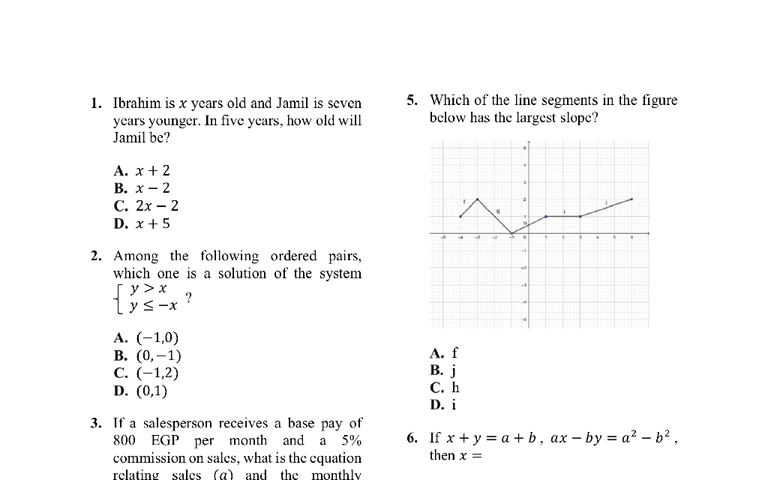 1. Ibrahim is x years old and Jamil is seven
years younger. In five years, how old will
Jamil be?
A. x + 2
B. x − 2
C. 2x − 2
D. x + 5
2. Among the following ordered pairs,
which one is a solution of the system
{ y > x
y ≤ −x ?
A. (−1,0)
B. (0,−1)
C. (−1,2)
D. (0,1)
3. If a salesperson receives a base pay of
800 EGP per month and a 5%
commission on sales, what is the equation
relating sales (a) and the monthly
5. Which of the line segments in the figure
below has the largest slope?
f
g
h
i
j
A. f
B. j
C. h
D. i
6. If x + y = a + b , ax − by = a² − b² ,
then x =